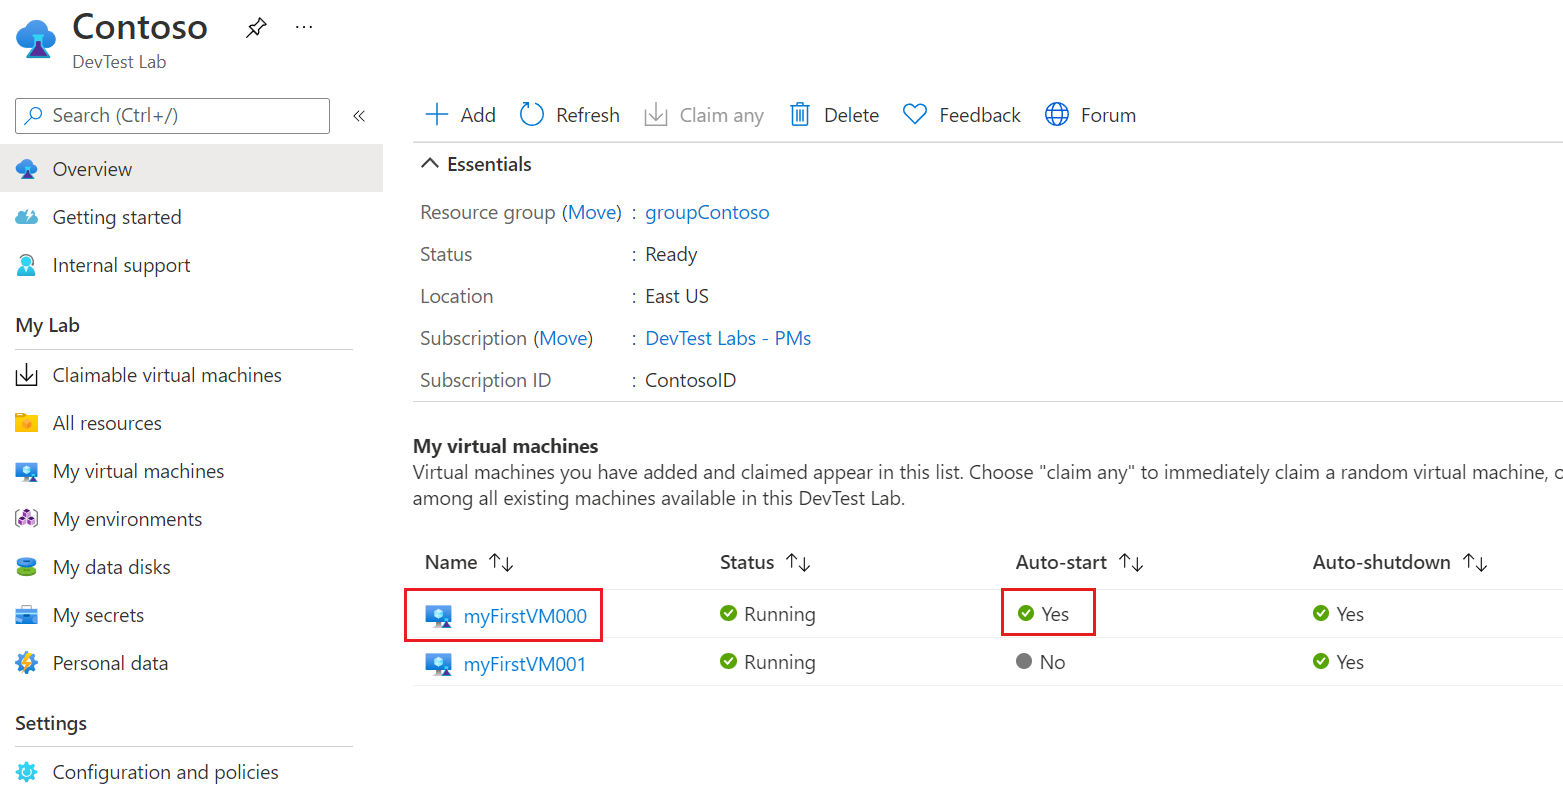 Contoso
DevTest Lab
Search (Ctrl+/)
Overview
Getting started
Internal support
My Lab
Claimable virtual machines
All resources
My virtual machines
My environments
My data disks
My secrets
Personal data
Settings
Configuration and policies
Add Refresh Claim any Delete Feedback Forum
Essentials
Resource group (Move) : groupContoso
Status : Ready
Location : East US
Subscription (Move) : DevTest Labs - PMs
Subscription ID : ContosoID
My virtual machines
Virtual machines you have added and claimed appear in this list. Choose "claim any" to immediately claim a random virtual machine, o
among all existing machines available in this DevTest Lab.
Name Status Auto-start Auto-shutdown
myFirstVM000 Running Yes Yes
myFirstVM001 Running No Yes